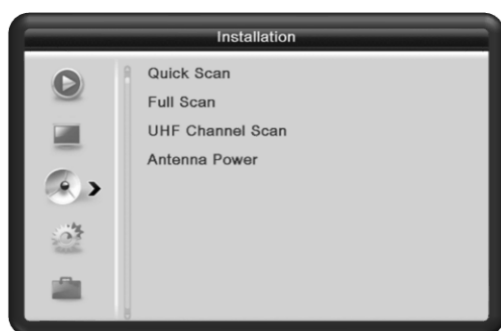 Installation
Quick Scan
Full Scan
UHF Channel Scan
Antenna Power